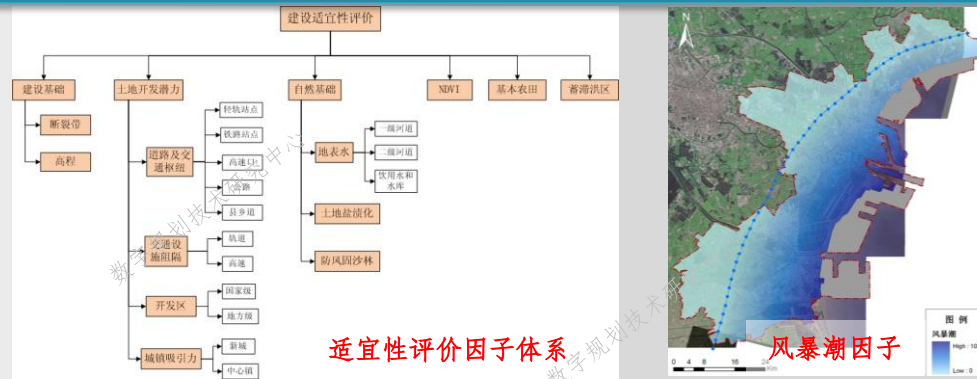 建设适宜性评价
建设基础
土地开发潜力
自然基础
NDVI
基本农田
蓄滞洪区
断裂带
高程
道路及交
通枢纽
轻轨站点
铁路站点
高速口
公路
县乡道
交通设
施阻隔
轨道
高速
开发区
国家级
地方级
城镇吸引力
新城
中心镇
地表水
一级河道
二级河道
饮用水和
水库
土地盐渍化
防风固沙林
适宜性评价因子体系
数字规划技术研究中心
数字规划技术研
N
0 4 8 16 24
Km
风暴潮因子
图 例
风暴潮
High : 10
Low : 0